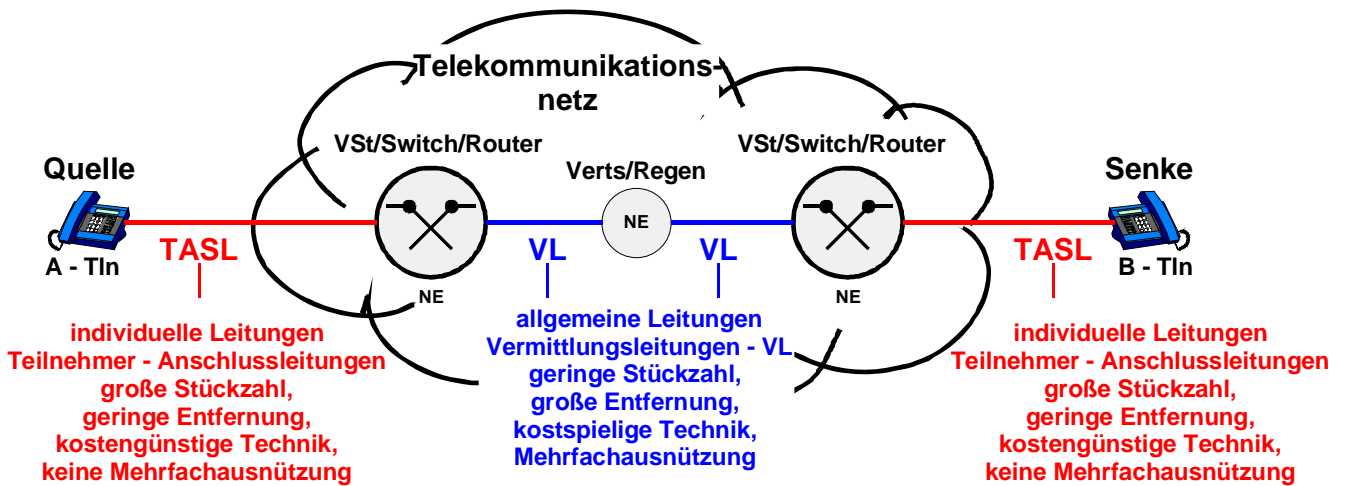 Telekommunikations-
netz
VSt/Switch/Router
VSt/Switch/Router
Quelle
Verts/Regen
Senke
NE
TASL
VL
VL
TASL
A - Tln
B - Tln
NE
NE
individuelle Leitungen
Teilnehmer - Anschlussleitungen
große Stückzahl,
geringe Entfernung,
kostengünstige Technik,
keine Mehrfachausnützung
allgemeine Leitungen
Vermittlungsleitungen - VL
geringe Stückzahl,
große Entfernung,
kostspielige Technik,
Mehrfachausnützung
individuelle Leitungen
Teilnehmer - Anschlussleitungen
große Stückzahl,
geringe Entfernung,
kostengünstige Technik,
keine Mehrfachausnützung